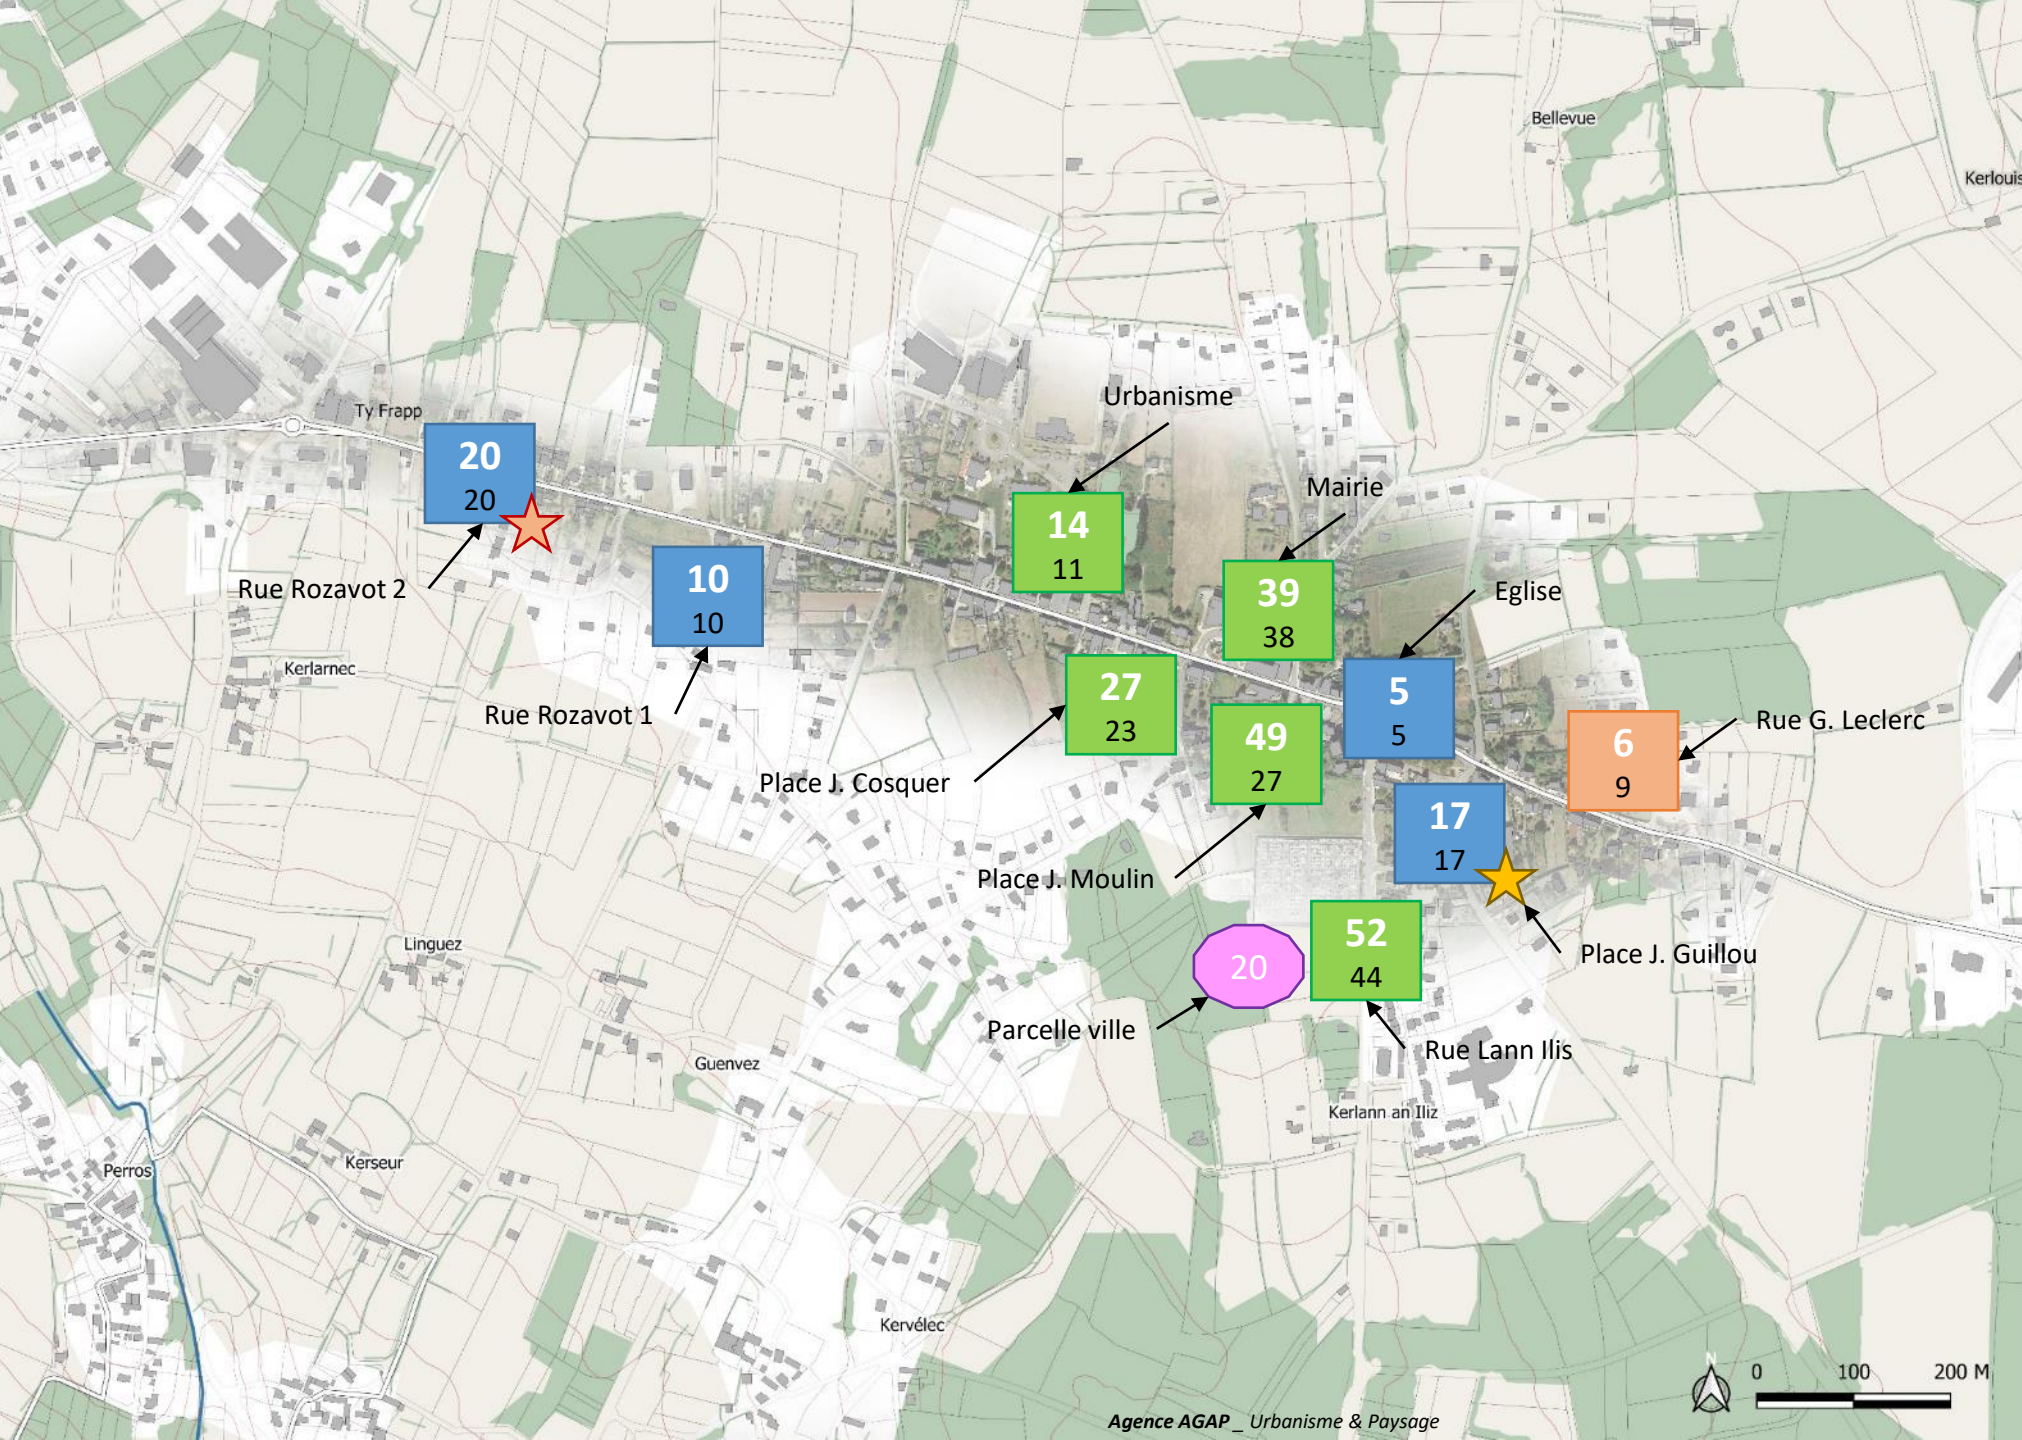 Bellevue
Kerlouis
Urbanisme
Ty Frapp
20
20
Mairie
14
11
Rue Rozavot 2
10
10
39
38
Eglise
Kerlarnec
Rue Rozavot 1
27
23
5
5
Rue G. Leclerc
49
27
6
9
Place J. Cosquer
17
17
Place J. Moulin
Linguez
52
44
Place J. Guillou
20
Parcelle ville
Rue Lann Ilis
Guenvez
Kerlann an Iliz
Perros
Kerseur
Kervélec
N
0 100 200 M
Agence AGAP _ Urbanisme & Paysage